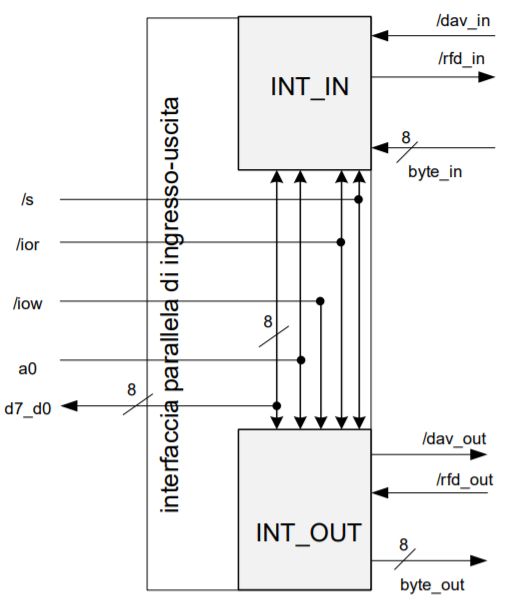 /dav_in
/rfd_in
INT_IN
8
byte_in
/s
/ior
/iow
8
a0
8
d7_d0
interfaccia parallela di ingresso-uscita
/dav_out
/rfd_out
INT_OUT
8
byte_out